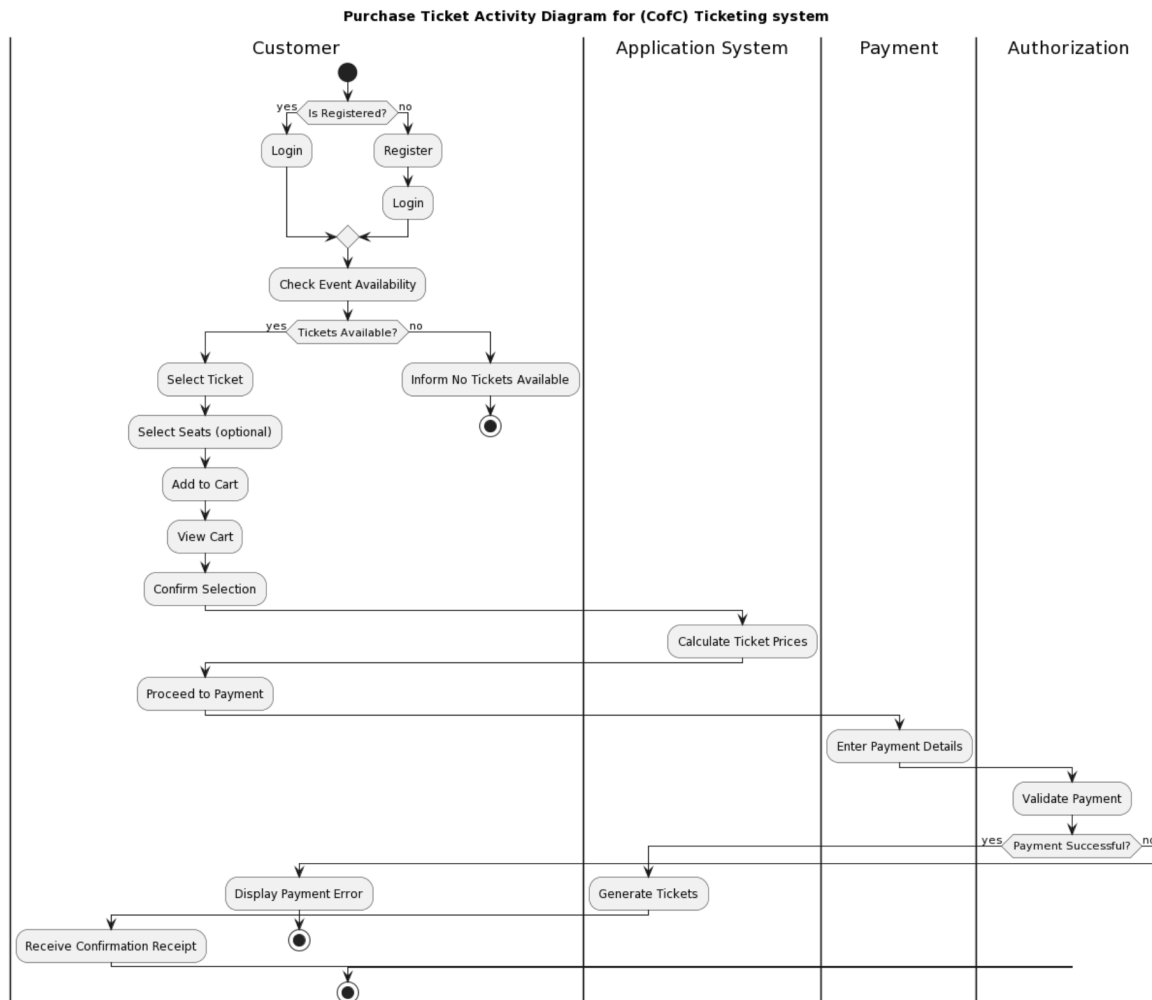 Purchase Ticket Activity Diagram for (CofC) Ticketing system
Customer
Application System
Payment
Authorization
yes
Is Registered?
no
Login
Register
Login
Check Event Availability
yes
Tickets Available?
no
Select Ticket
Inform No Tickets Available
Select Seats (optional)
Add to Cart
View Cart
Confirm Selection
Calculate Ticket Prices
Proceed to Payment
Enter Payment Details
Validate Payment
yes
Payment Successful?
no
Display Payment Error
Generate Tickets
Receive Confirmation Receipt